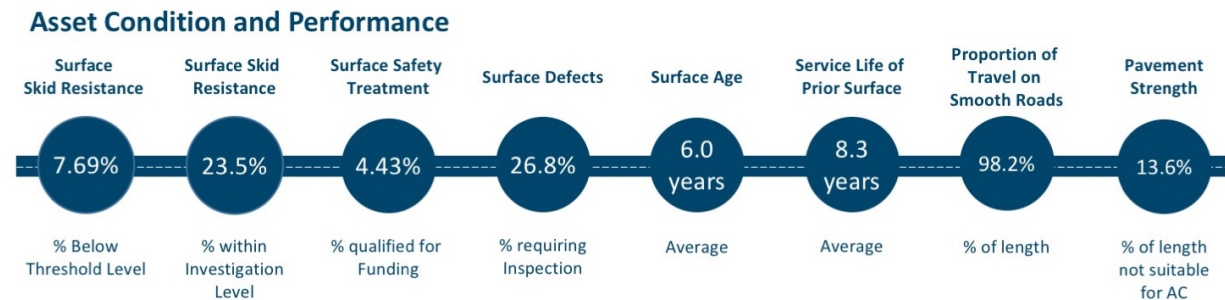 Asset Condition and Performance
Surface
Skid Resistance
Surface Skid
Resistance
Surface Safety
Treatment
Surface Defects
Surface Age
Service Life of
Prior Surface
Proportion of
Travel on
Smooth Roads
Pavement
Strength
7.69%
23.5%
4.43%
26.8%
6.0
years
8.3
years
98.2%
13.6%
% Below
Threshold Level
% within
Investigation
Level
% qualified for
Funding
% requiring
Inspection
Average
Average
% of length
% of length
not suitable
for AC